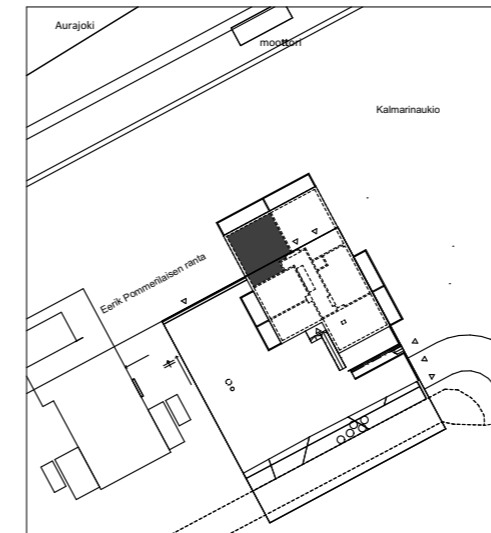 Aurajoki
moottori
Kalmarinaukio
Eerik Pommerilaisen ranta